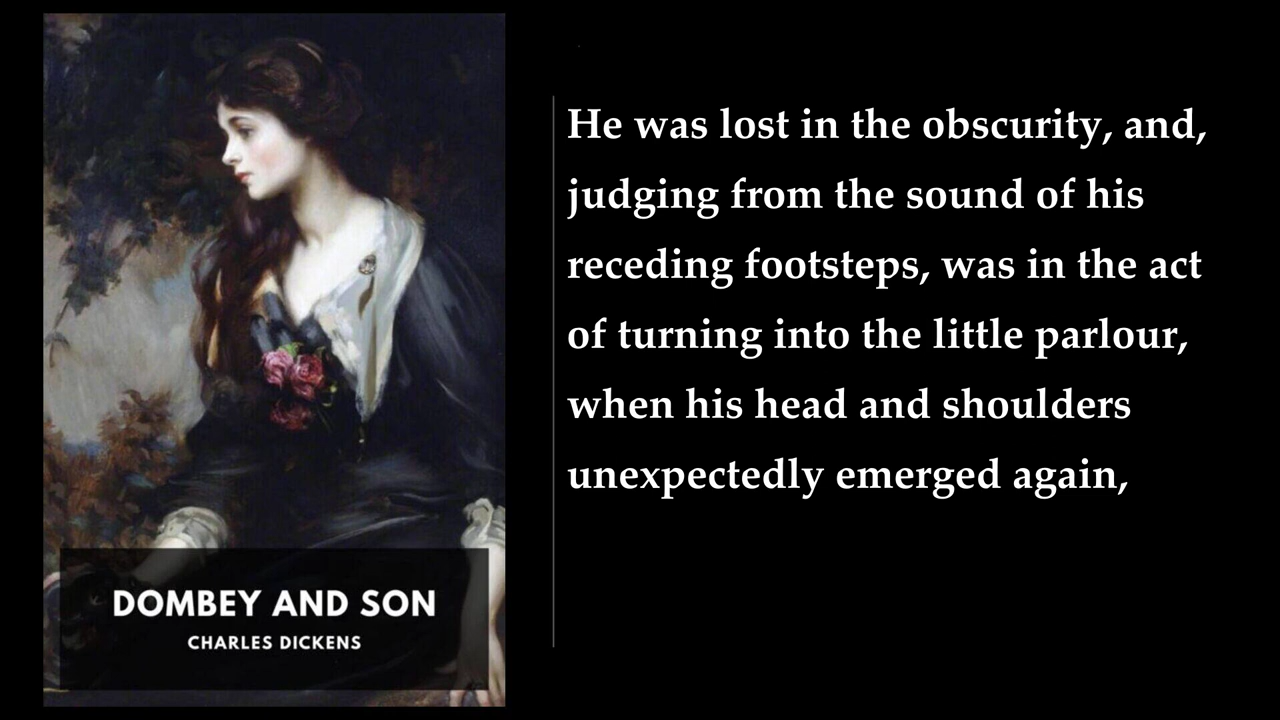 He was lost in the obscurity, and,
judging from the sound of his
receding footsteps, was in the act
of turning into the little parlour,
when his head and shoulders
unexpectedly emerged again,
DOMBEY AND SON
CHARLES DICKENS